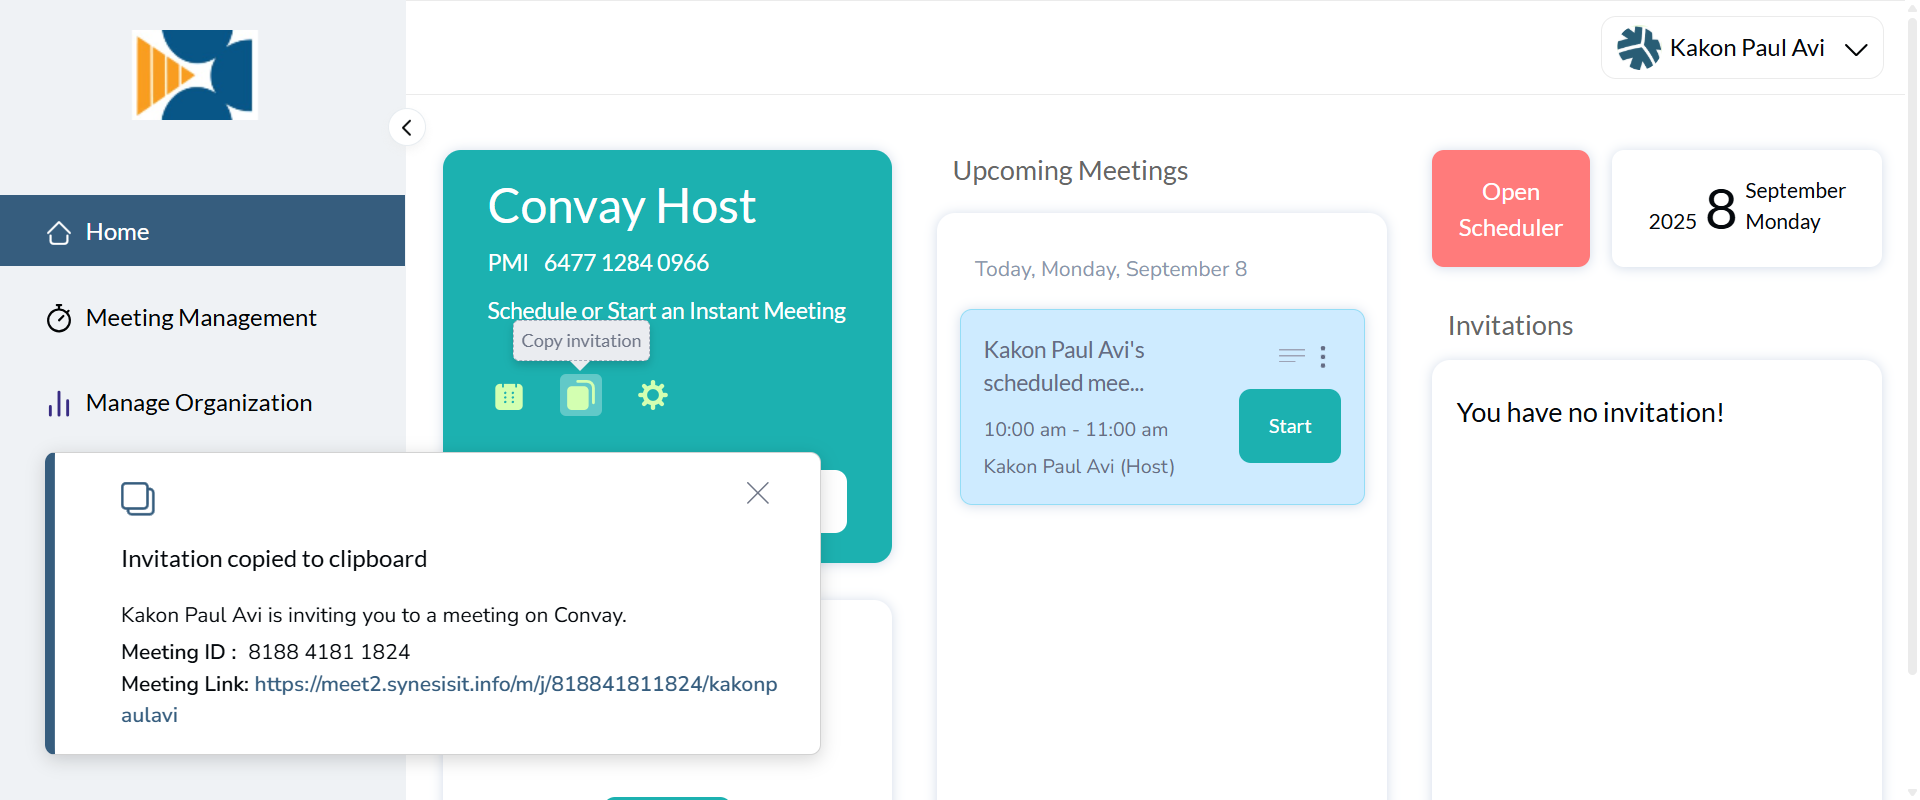 Kakon Paul Avi
Home
Meeting Management
Manage Organization
Convay Host
PMI 6477 1284 0966
Schedule or Start an Instant Meeting
Copy invitation
Invitation copied to clipboard
Kakon Paul Avi is inviting you to a meeting on Convay.
Meeting ID : 8188 4181 1824
Meeting Link: https://meet2.synesisit.info/m/j/818841811824/kakonp
aulavi
Upcoming Meetings
Today, Monday, September 8
Kakon Paul Avi's
scheduled mee...
10:00 am - 11:00 am
Kakon Paul Avi (Host)
Start
Open
Scheduler
2025 8 September
Monday
Invitations
You have no invitation!